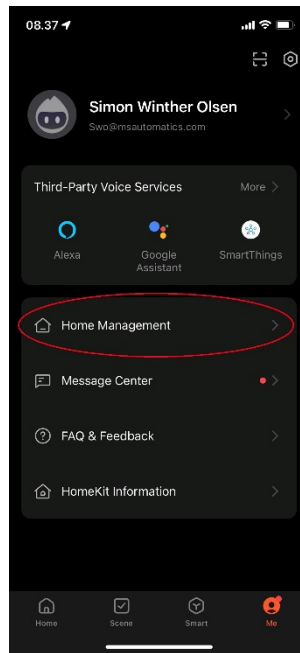 08.37
Simon Winther Olsen
Swo@msautomatics.com
Third-Party Voice Services
More
Alexa
Google
Assistant
SmartThings
Home Management
Message Center
FAQ & Feedback
HomeKit Information
Home
Scene
Smart
Me